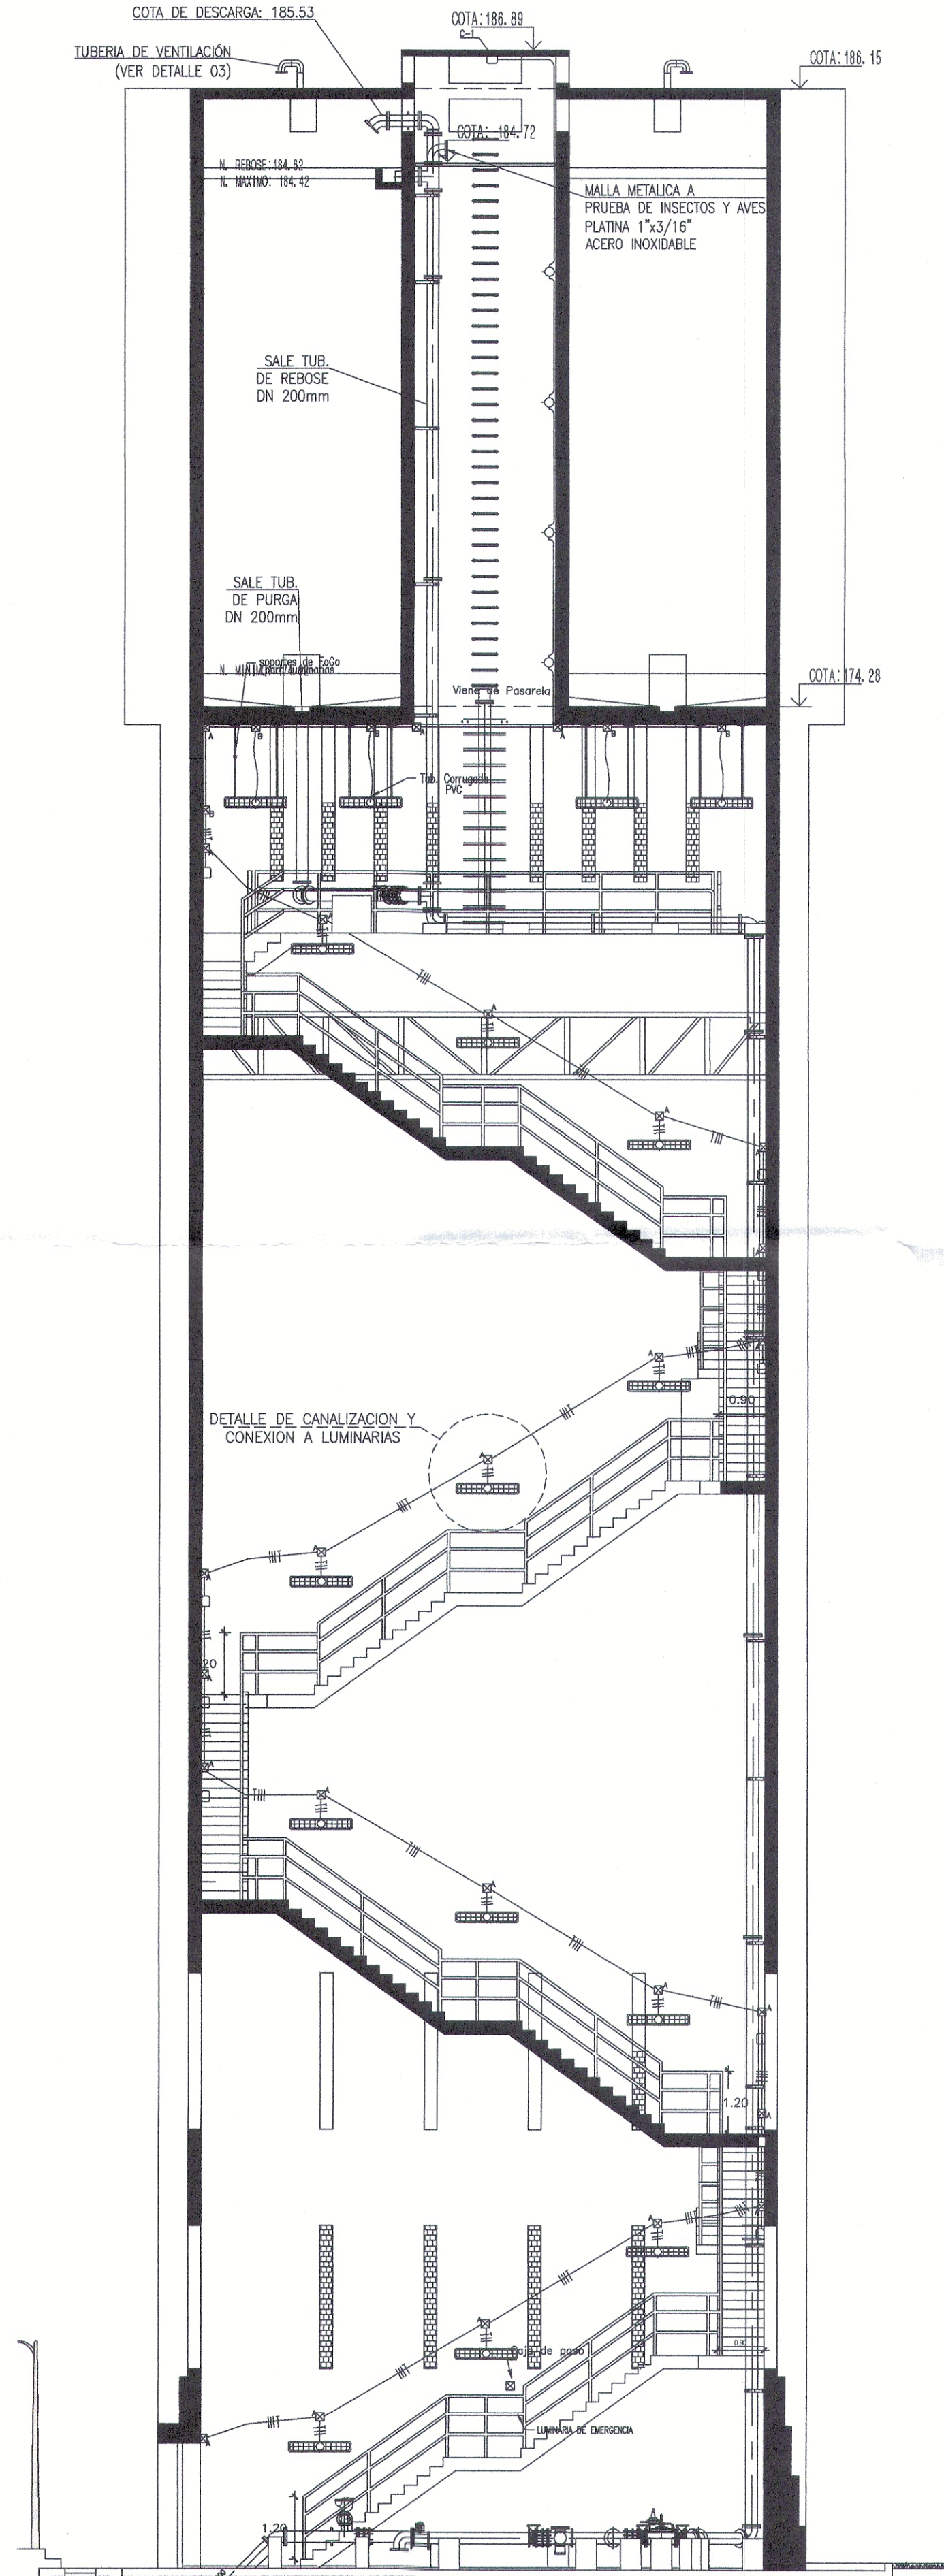 COTA DE DESCARGA: 185.53
COTA:186.89
C-1
TUBERIA DE VENTILACIÓN
(VER DETALLE 03)
COTA:186.15
COTA: 184.72
N. REBOSE:184.62
N. MAXIMO: 184.42
MALLA METALICA A
PRUEBA DE INSECTOS Y AVES
PLATINA 1"x3/16"
ACERO INOXIDABLE
SALE TUB.
DE REBOSE
DN 200mm
SALE TUB.
DE PURGA
DN 200mm
soportes de FoGo
COTA:174.28
Viene de Pasarela
A
B
B
A
A
B
B
Tub. Corrugada
PVC
B
A
A
A
A
A
A
A
0.90
DETALLE DE CANALIZACION Y
CONEXION A LUMINARIAS
A
A
A
A
A
A
A
A
A
1.20
A
A
A
0.90
Caja de paso
A
A
LUMINARIA DE EMERGENCIA
1.20